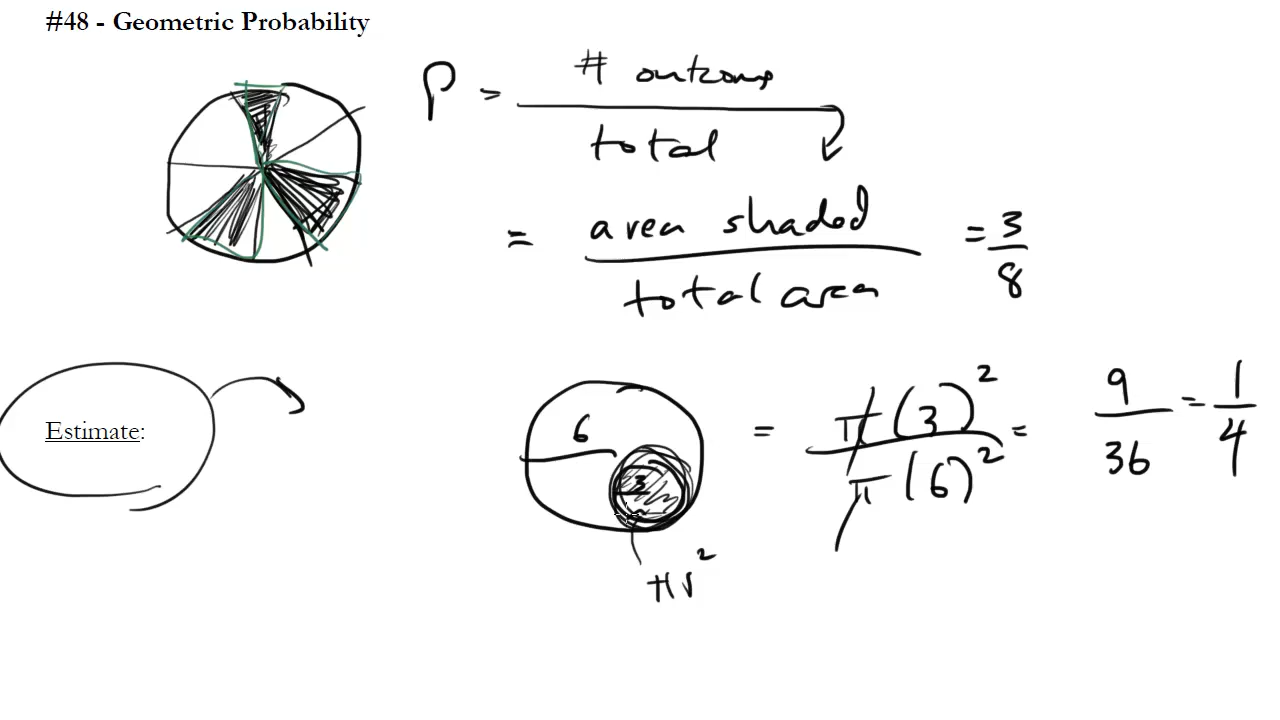 #48 - Geometric Probability
P = # outcomes / total
= area shaded / total area = 3/8
Estimate:
6
3
πr²
= π(3)² / π(6)² = 9/36 = 1/4